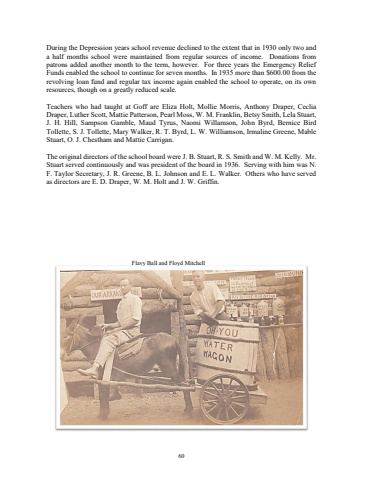 During the Depression years school revenue declined to the extent that in 1930 only two and
a half months school were maintained from regular sources of income. Donations from
patrons added another month to the term, however. For three years the Emergency Relief
Funds enabled the school to continue for seven months. In 1935 more than $600.00 from the
revolving loan fund and regular tax income again enabled the school to operate, on its own
resources, though on a greatly reduced scale.
Teachers who had taught at Goff are Eliza Holt, Mollie Morris, Anthony Draper, Ceclia
Draper, Luther Scott, Mattie Patterson, Pearl Moss, W. M. Franklin, Betsy Smith, Lela Stuart,
J. H. Hill, Sampson Gamble, Maud Tyrus, Naomi Willamson, John Byrd, Bernice Bird
Tollette, S. J. Tollette, Mary Walker, R. T. Byrd, L. W. Williamson, Irmaline Greene, Mable
Stuart, O. J. Chestham and Mattie Carrigan.
The original directors of the school board were J. B. Stuart, R. S. Smith and W. M. Kelly. Mr.
Stuart served continuously and was president of the board in 1936. Serving with him was N.
F. Taylor Secretary, J. R. Greene, B. L. Johnson and E. L. Walker. Others who have served
as directors are E. D. Draper, W. M. Holt and J. W. Griffin.
Flavy Ball and Floyd Mitchell
OH-YOU
WATER
WAGON
60